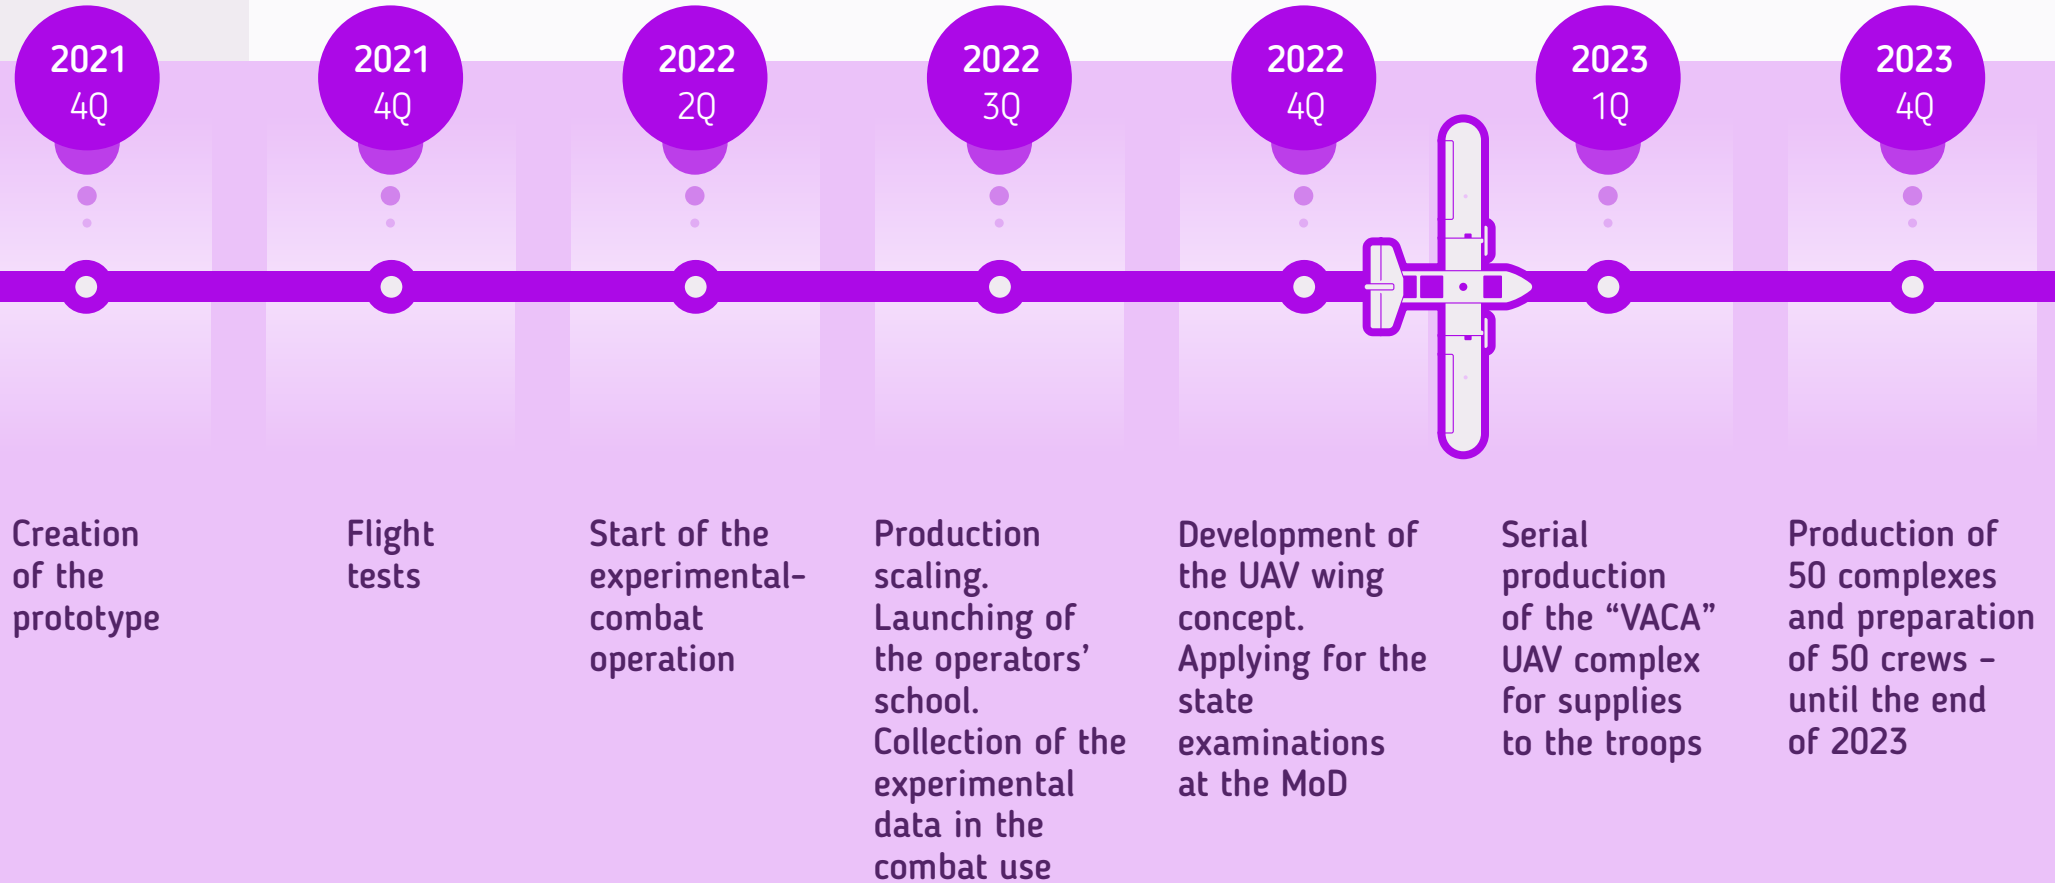 2021
4Q
2021
4Q
2022
2Q
2022
3Q
2022
4Q
2023
1Q
2023
4Q
Creation
of the
prototype
Flight
tests
Start of the
experimental-
combat
operation
Production
scaling.
Launching of
the operators’
school.
Collection of the
experimental
data in the
combat use
Development of
the UAV wing
concept.
Applying for the
state
examinations
at the MoD
Serial
production
of the “VACA”
UAV complex
for supplies
to the troops
Production of
50 complexes
and preparation
of 50 crews –
until the end
of 2023